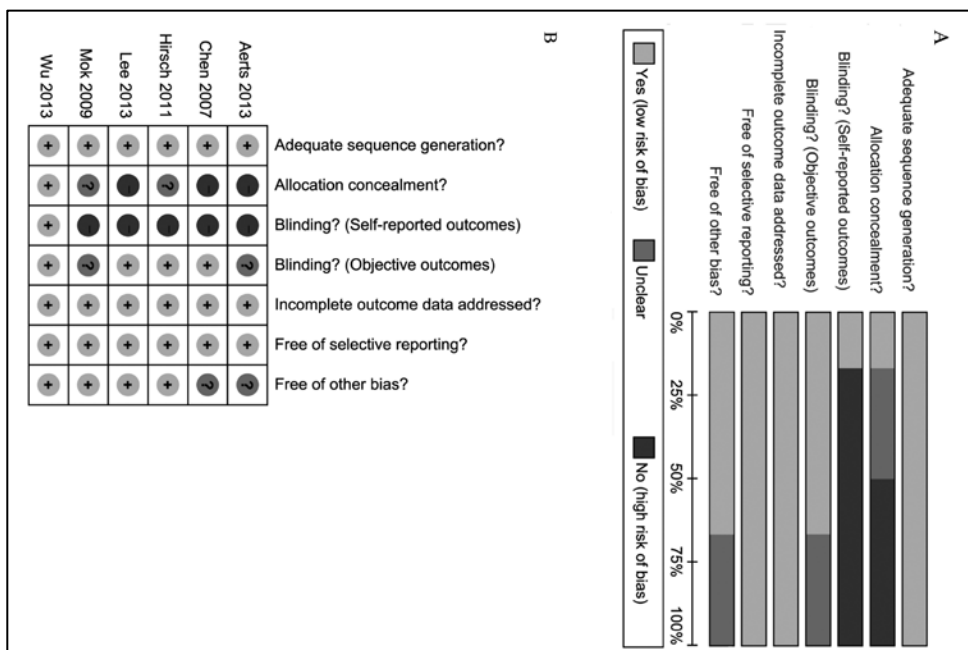 A
Adequate sequence generation?
Allocation concealment?
Blinding? (Self-reported outcomes)
Blinding? (Objective outcomes)
Incomplete outcome data addressed?
Free of selective reporting?
Free of other bias?
0% 25% 50% 75% 100%
Yes (low risk of bias) Unclear No (high risk of bias)
B
Adequate sequence generation?
Allocation concealment?
Blinding? (Self-reported outcomes)
Blinding? (Objective outcomes)
Incomplete outcome data addressed?
Free of selective reporting?
Free of other bias?
Aerts 2013 + − − ? + + ?
Chen 2007 + − − + + + ?
Hirsch 2011 + ? − + + + +
Lee 2013 + − − + + + +
Mok 2009 + ? − ? + + +
Wu 2013 + + + + + + +